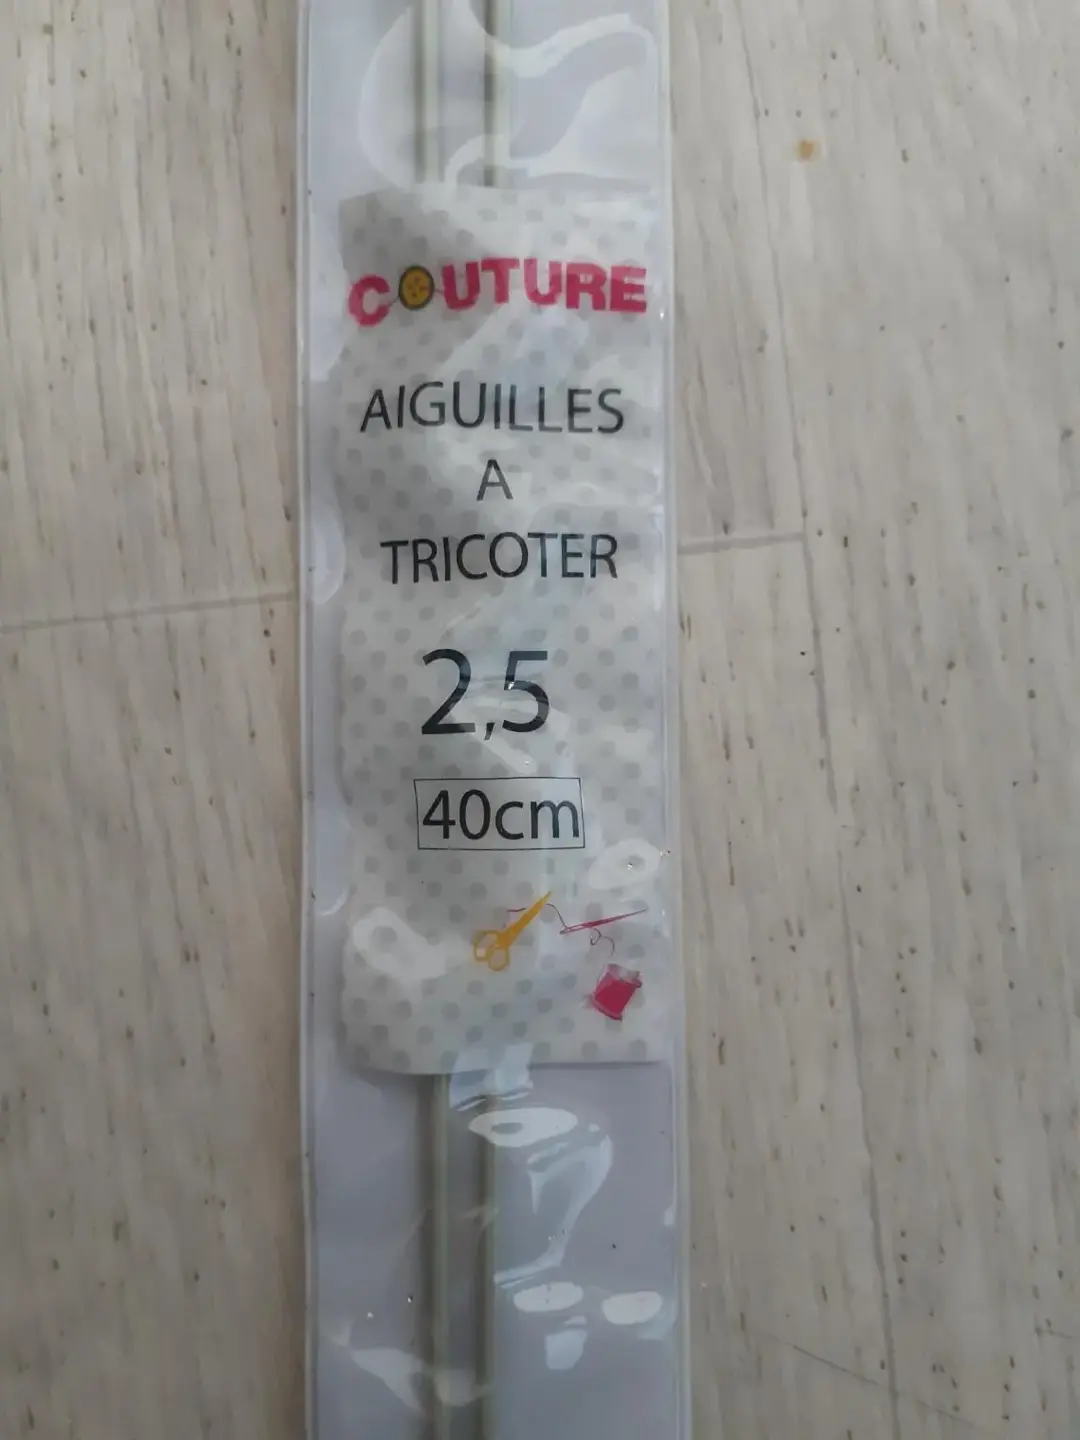 COUTURE
AIGUILLES
A
TRICOTER
2,5
40cm